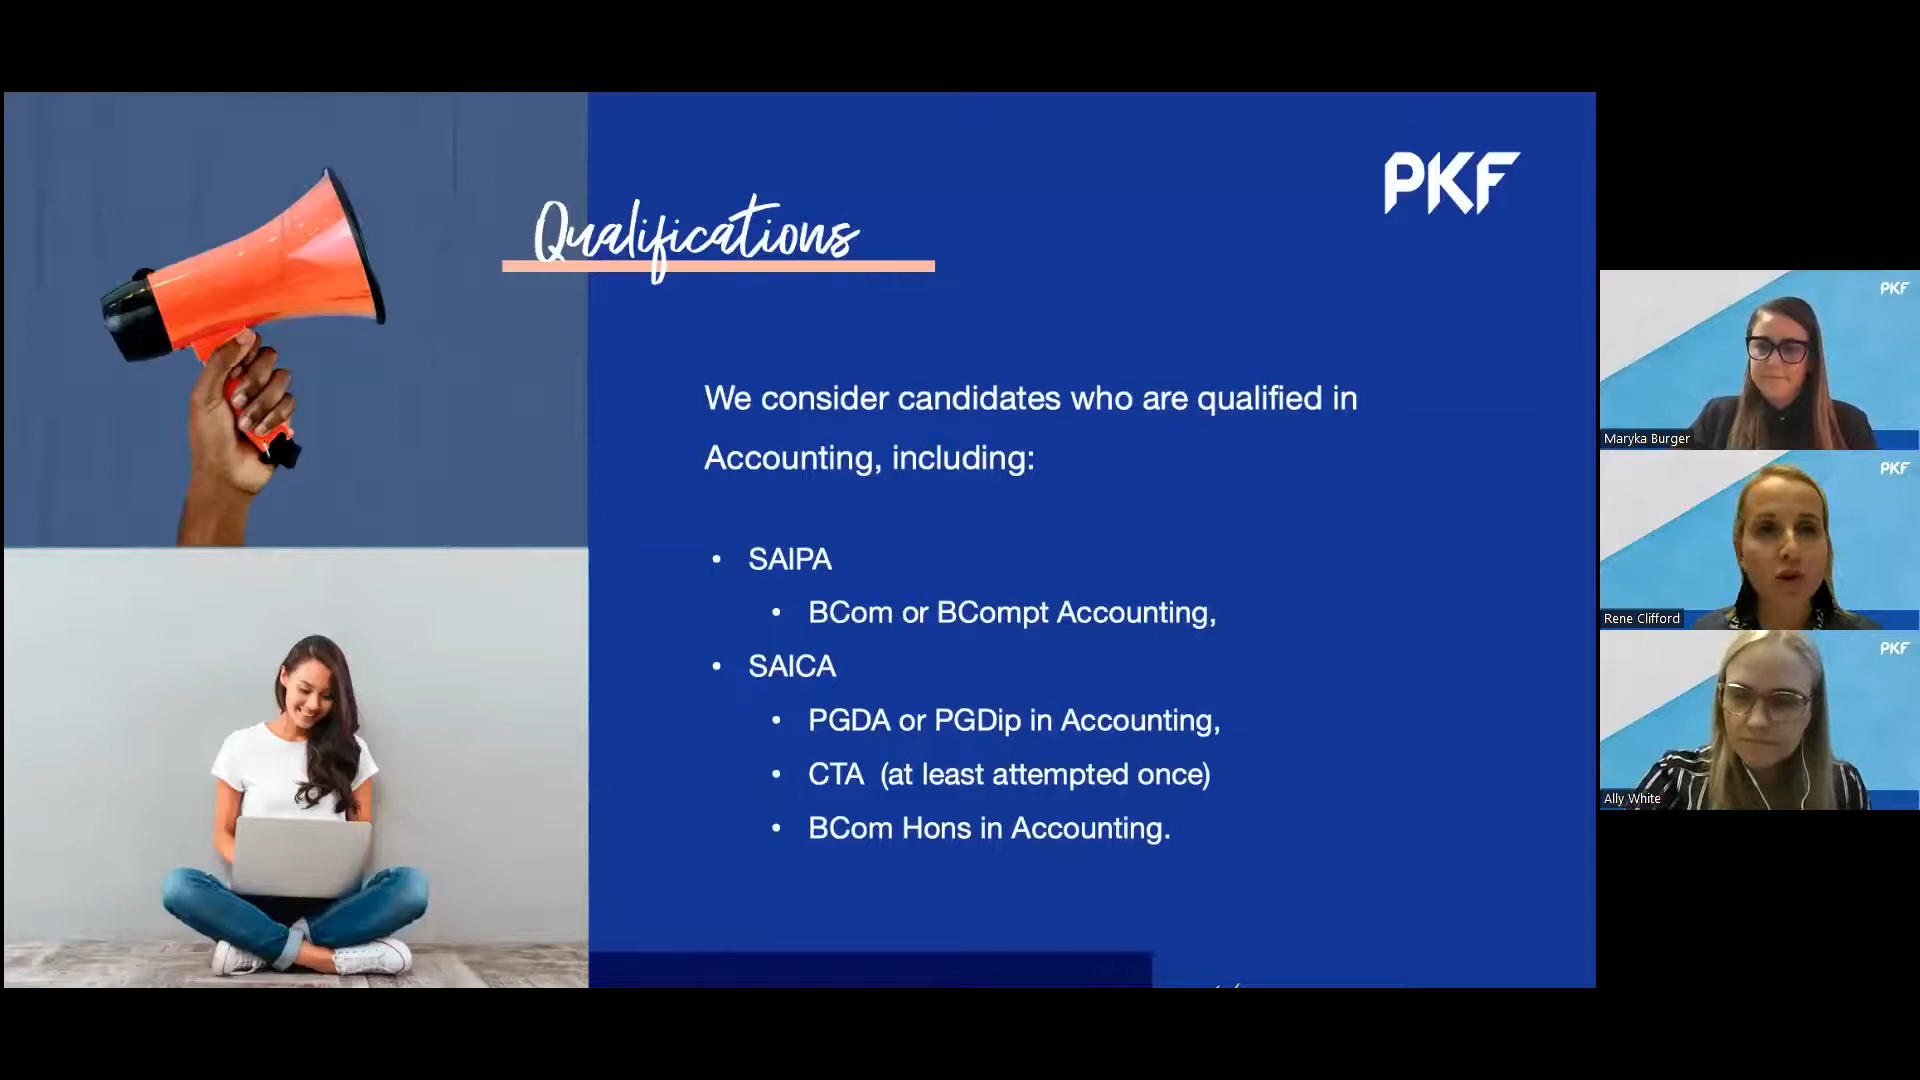 PKF
Qualifications
We consider candidates who are qualified in
Accounting, including:
• SAIPA
• BCom or BCompt Accounting,
• SAICA
• PGDA or PGDip in Accounting,
• CTA (at least attempted once)
• BCom Hons in Accounting.
PKF
Maryka Burger
PKF
Rene Clifford
PKF
Ally White